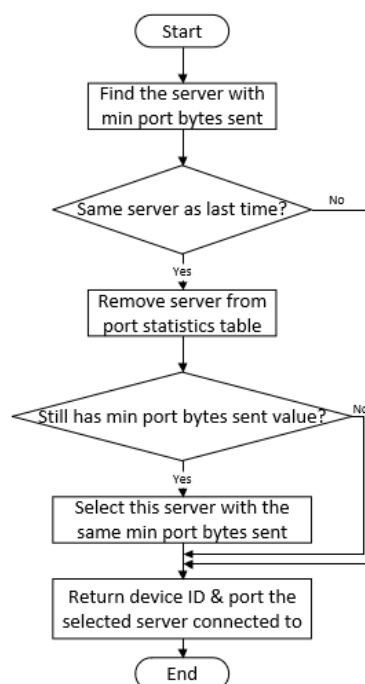 Start
Find the server with
min port bytes sent
Same server as last time?
No
Yes
Remove server from
port statistics table
Still has min port bytes sent value?
No
Yes
Select this server with the
same min port bytes sent
Return device ID & port the
selected server connected to
End